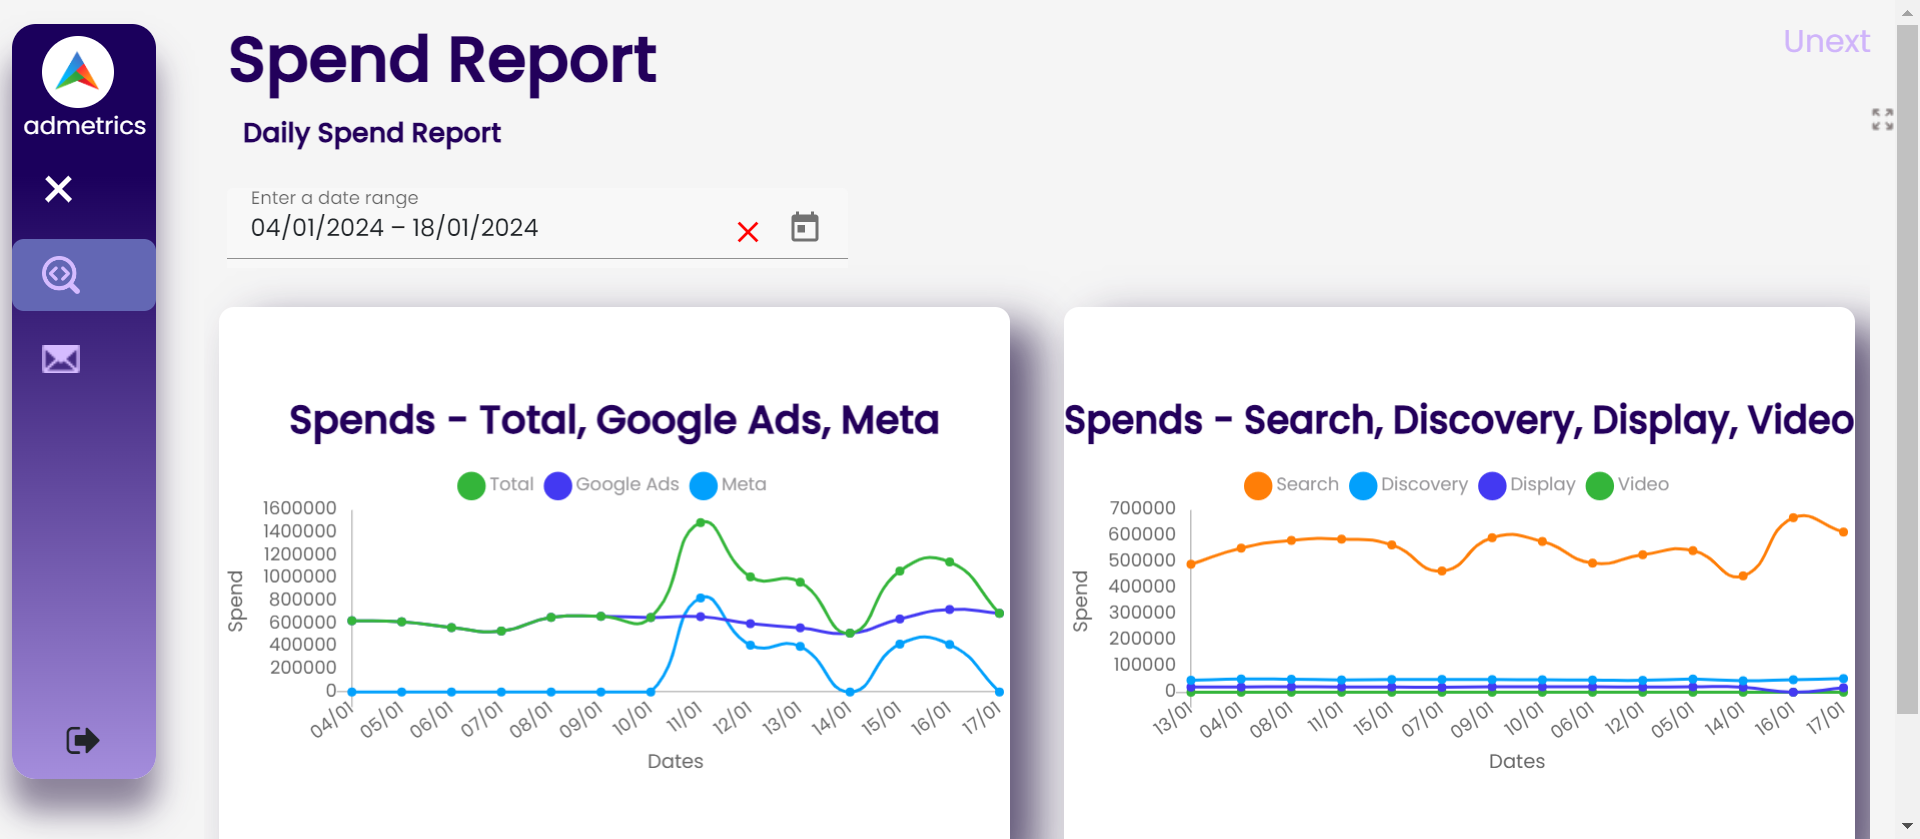 admetrics
Spend Report
Unext
Daily Spend Report
Enter a date range
04/01/2024 – 18/01/2024
Spends - Total, Google Ads, Meta
Total Google Ads Meta
1600000
1400000
1200000
1000000
800000
600000
400000
200000
0
Spend
04/01 05/01 06/01 07/01 08/01 09/01 10/01 11/01 12/01 13/01 14/01 15/01 16/01 17/01
Dates
Spends - Search, Discovery, Display, Video
Search Discovery Display Video
700000
600000
500000
400000
300000
200000
100000
0
Spend
13/01 04/01 08/01 11/01 15/01 07/01 09/01 10/01 06/01 12/01 05/01 14/01 16/01 17/01
Dates